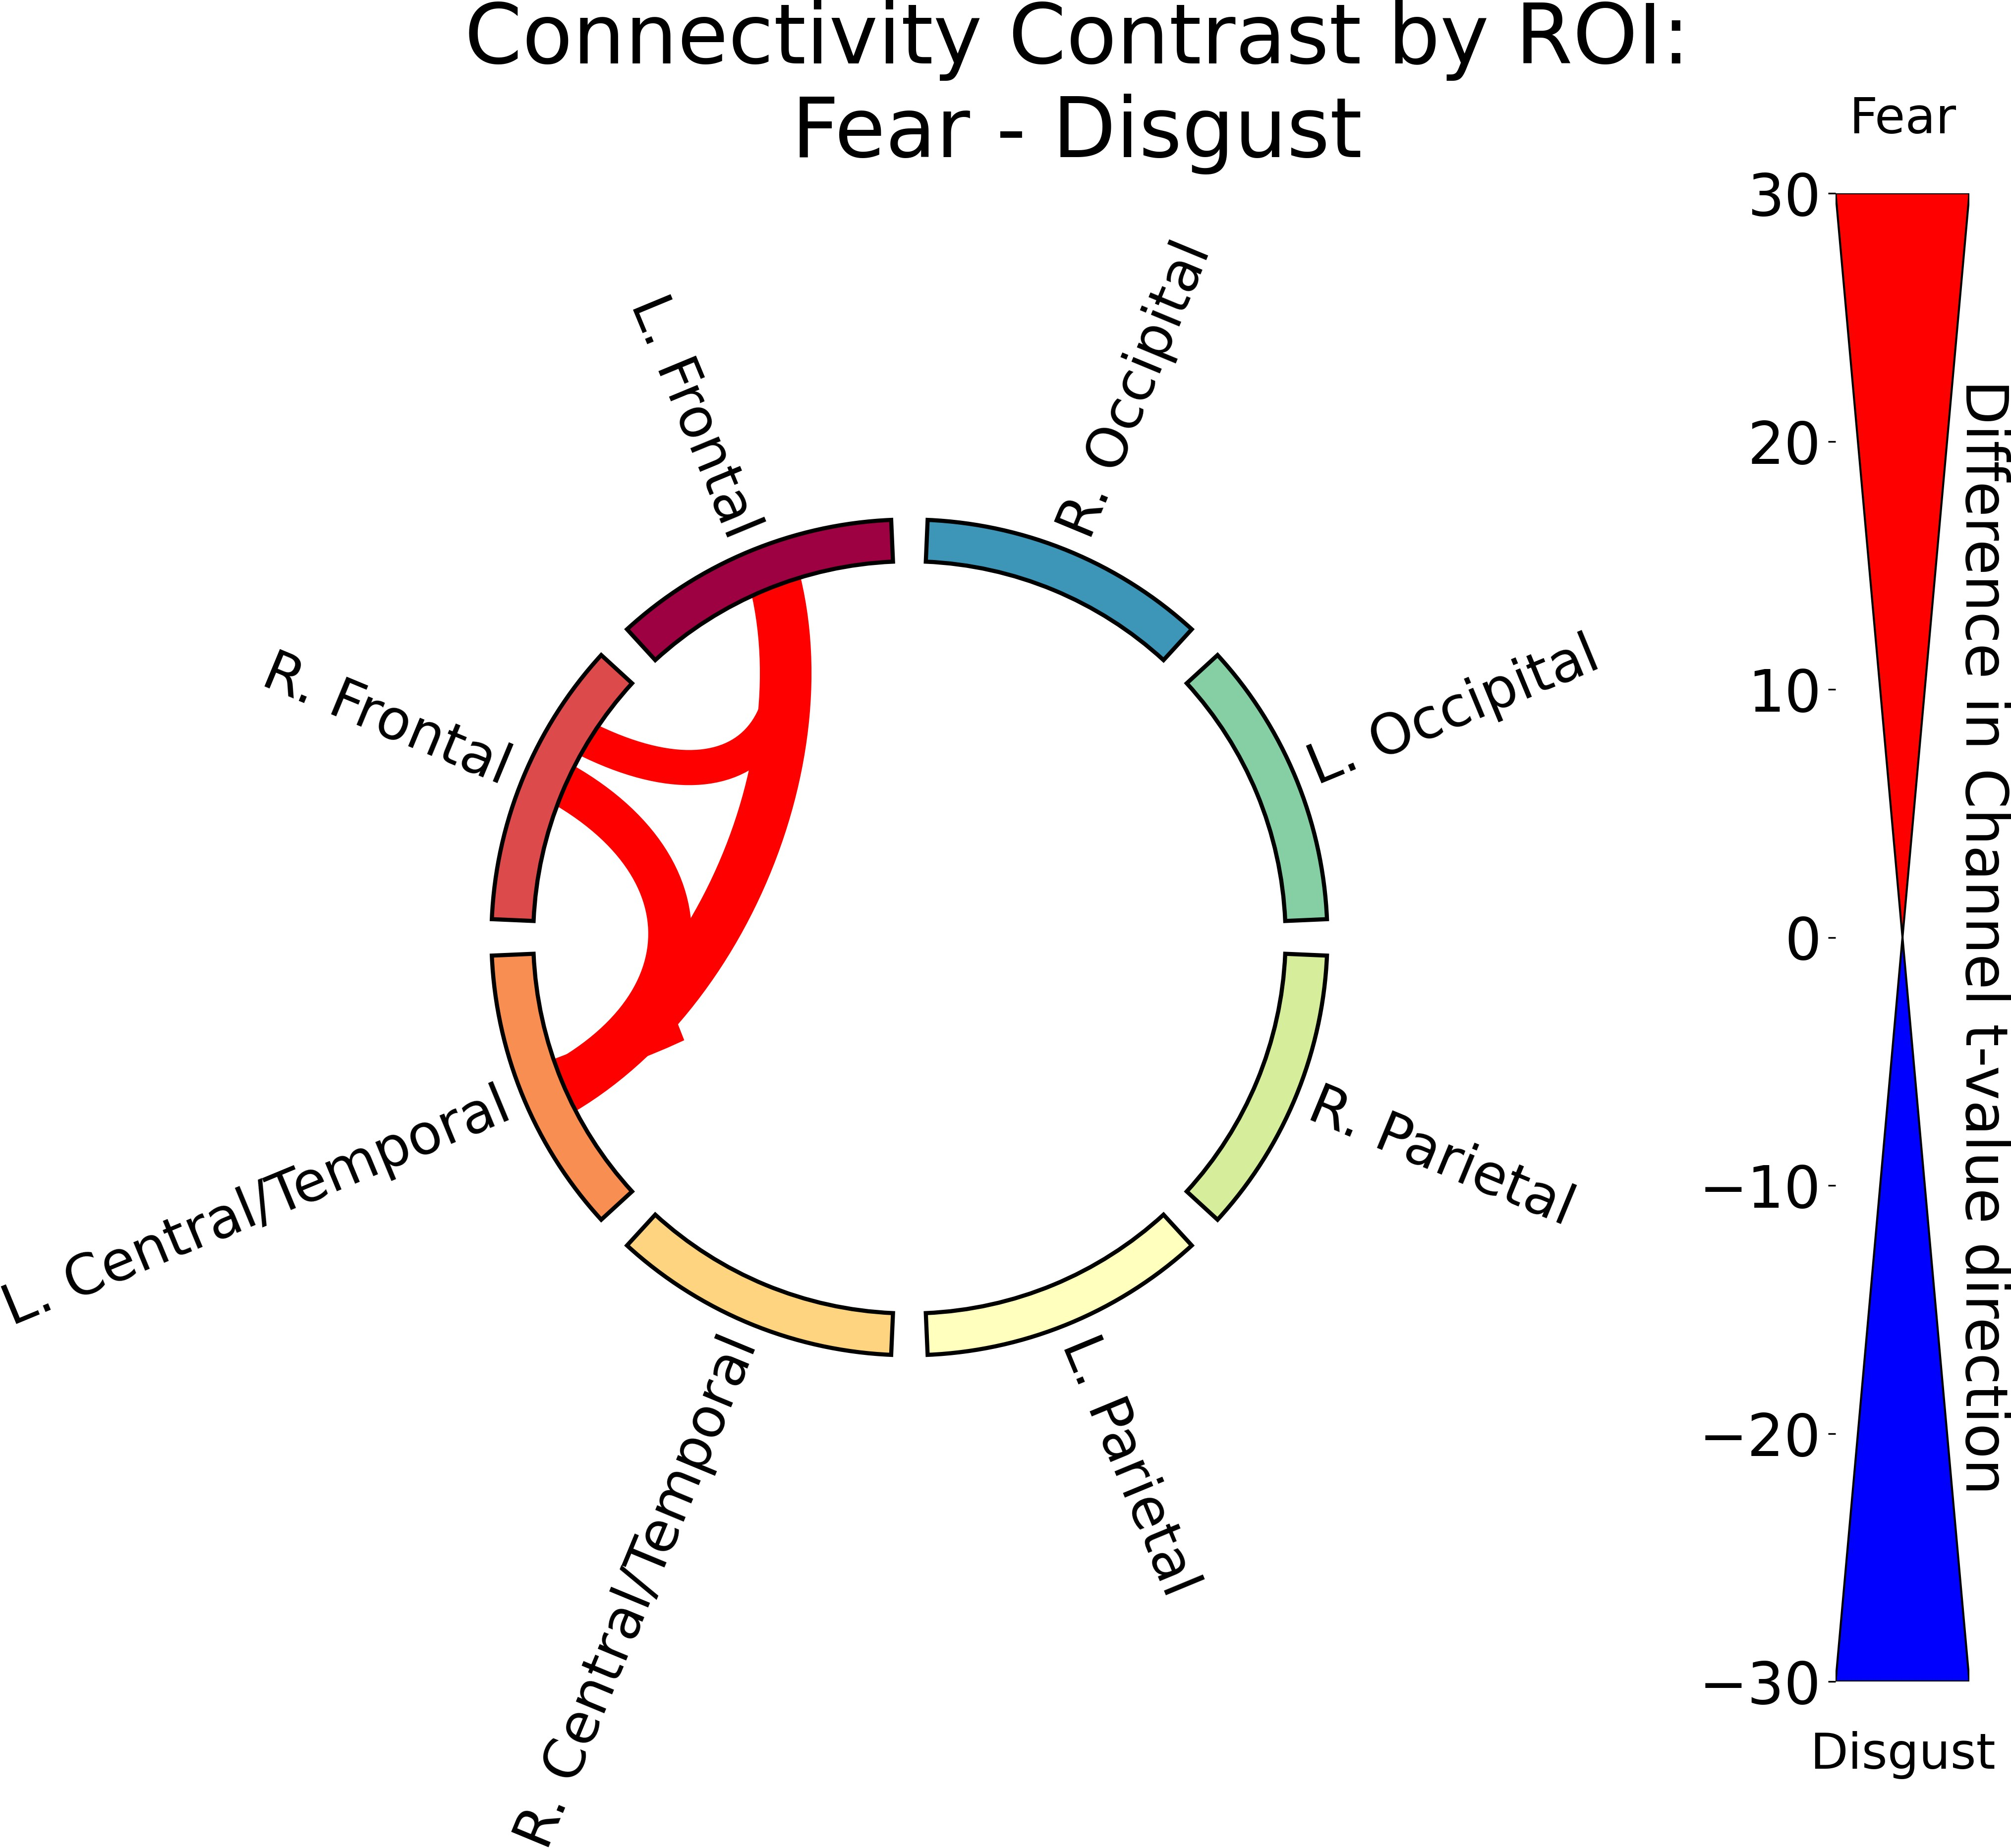 Connectivity Contrast by ROI:
Fear - Disgust
Fear
30
20
10
0
−10
−20
−30
Disgust
Difference in Channel t-value direction
L. Frontal
R. Occipital
R. Frontal
L. Occipital
L. Central/Temporal
R. Parietal
R. Central/Temporal
L. Parietal